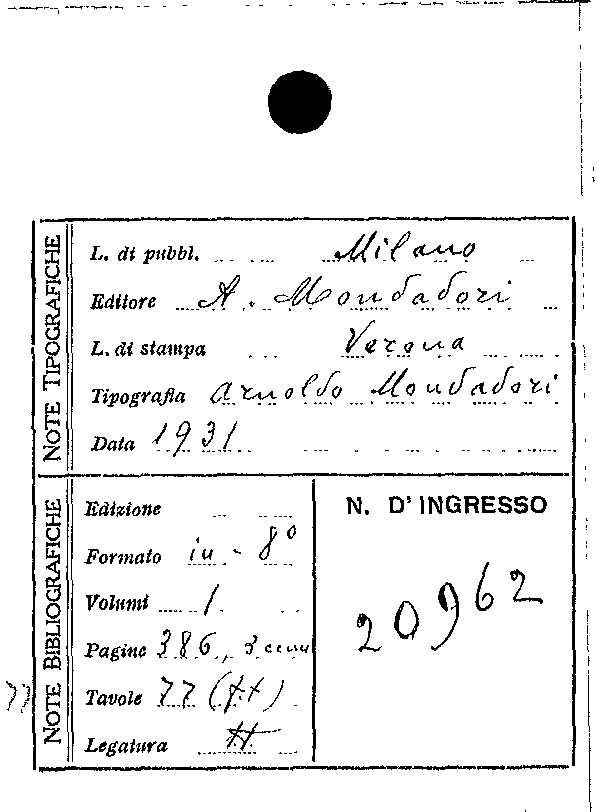 NOTE TIPOGRAFICHE
L. di pubbl. Milano
Editore A. Mondadori
L. di stampa Verona
Tipografia Arnoldo Mondadori
Data 1931
NOTE BIBLIOGRAFICHE
Edizione
Formato in - 8°
Volumi 1
Pagine 386, 3
Tavole 77
Legatura
N. D'INGRESSO
20962